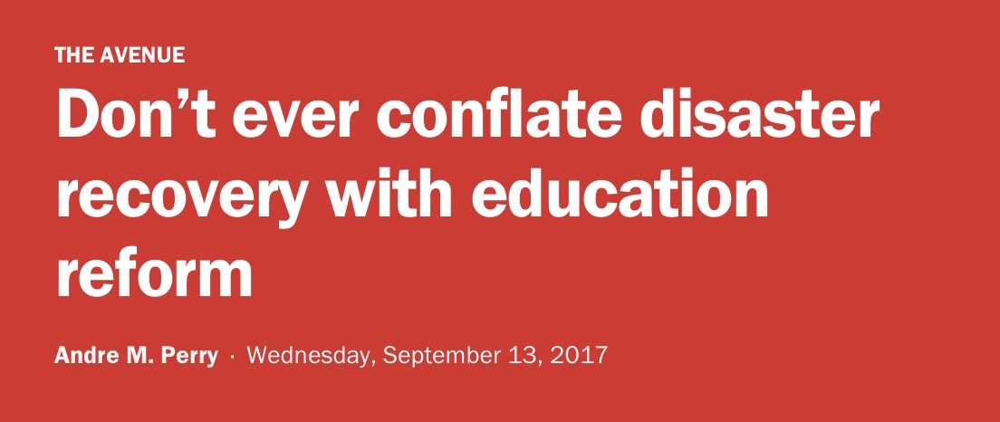 THE AVENUE
Don’t ever conflate disaster
recovery with education
reform
Andre M. Perry · Wednesday, September 13, 2017